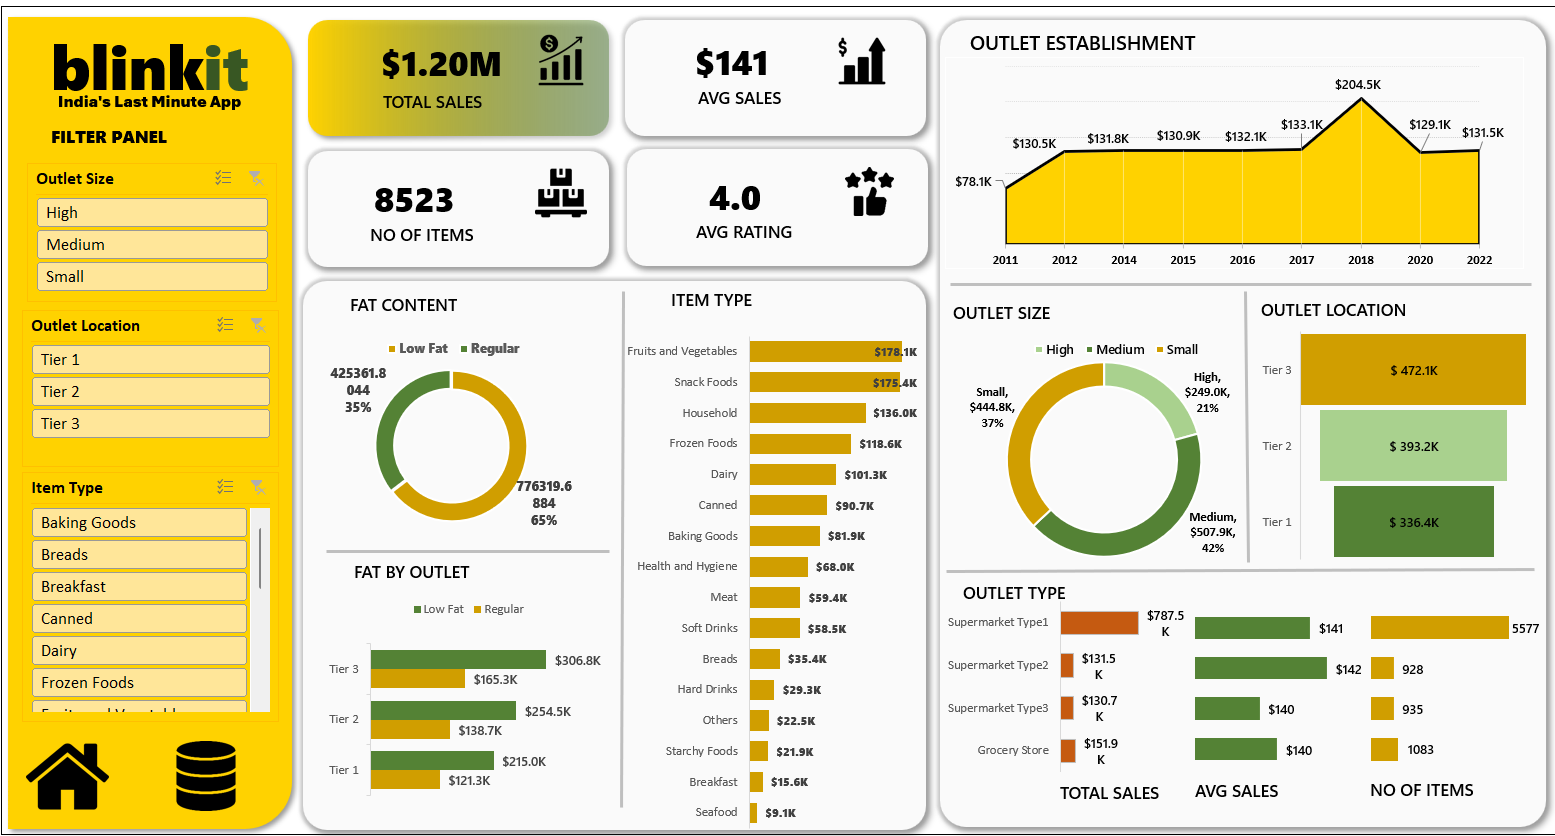 blinkit
India's Last Minute App
FILTER PANEL
Outlet Size
High
Medium
Small
Outlet Location
Tier 1
Tier 2
Tier 3
Item Type
Baking Goods
Breads
Breakfast
Canned
Dairy
Frozen Foods
$1.20M
TOTAL SALES
$141
AVG SALES
8523
NO OF ITEMS
4.0
AVG RATING
FAT CONTENT
Low Fat Regular
425361.8
044
35%
776319.6
884
65%
FAT BY OUTLET
Low Fat Regular
Tier 3 $306.8K
$165.3K
Tier 2 $254.5K
$138.7K
Tier 1 $215.0K
$121.3K
ITEM TYPE
Fruits and Vegetables $178.1K
Snack Foods $175.4K
Household $136.0K
Frozen Foods $118.6K
Dairy $101.3K
Canned $90.7K
Baking Goods $81.9K
Health and Hygiene $68.0K
Meat $59.4K
Soft Drinks $58.5K
Breads $35.4K
Hard Drinks $29.3K
Others $22.5K
Starchy Foods $21.9K
Breakfast $15.6K
Seafood $9.1K
OUTLET ESTABLISHMENT
$78.1K $130.5K $131.8K $130.9K $132.1K $133.1K $204.5K $129.1K $131.5K
2011 2012 2014 2015 2016 2017 2018 2020 2022
OUTLET SIZE
High Medium Small
High,
$249.0K,
21%
Small,
$444.8K,
37%
Medium,
$507.9K,
42%
OUTLET LOCATION
Tier 3 $ 472.1K
Tier 2 $ 393.2K
Tier 1 $ 336.4K
OUTLET TYPE
Supermarket Type1 $787.5
K $141 5577
Supermarket Type2 $131.5
K $142 928
Supermarket Type3 $130.7
K $140 935
Grocery Store $151.9
K $140 1083
TOTAL SALES AVG SALES NO OF ITEMS